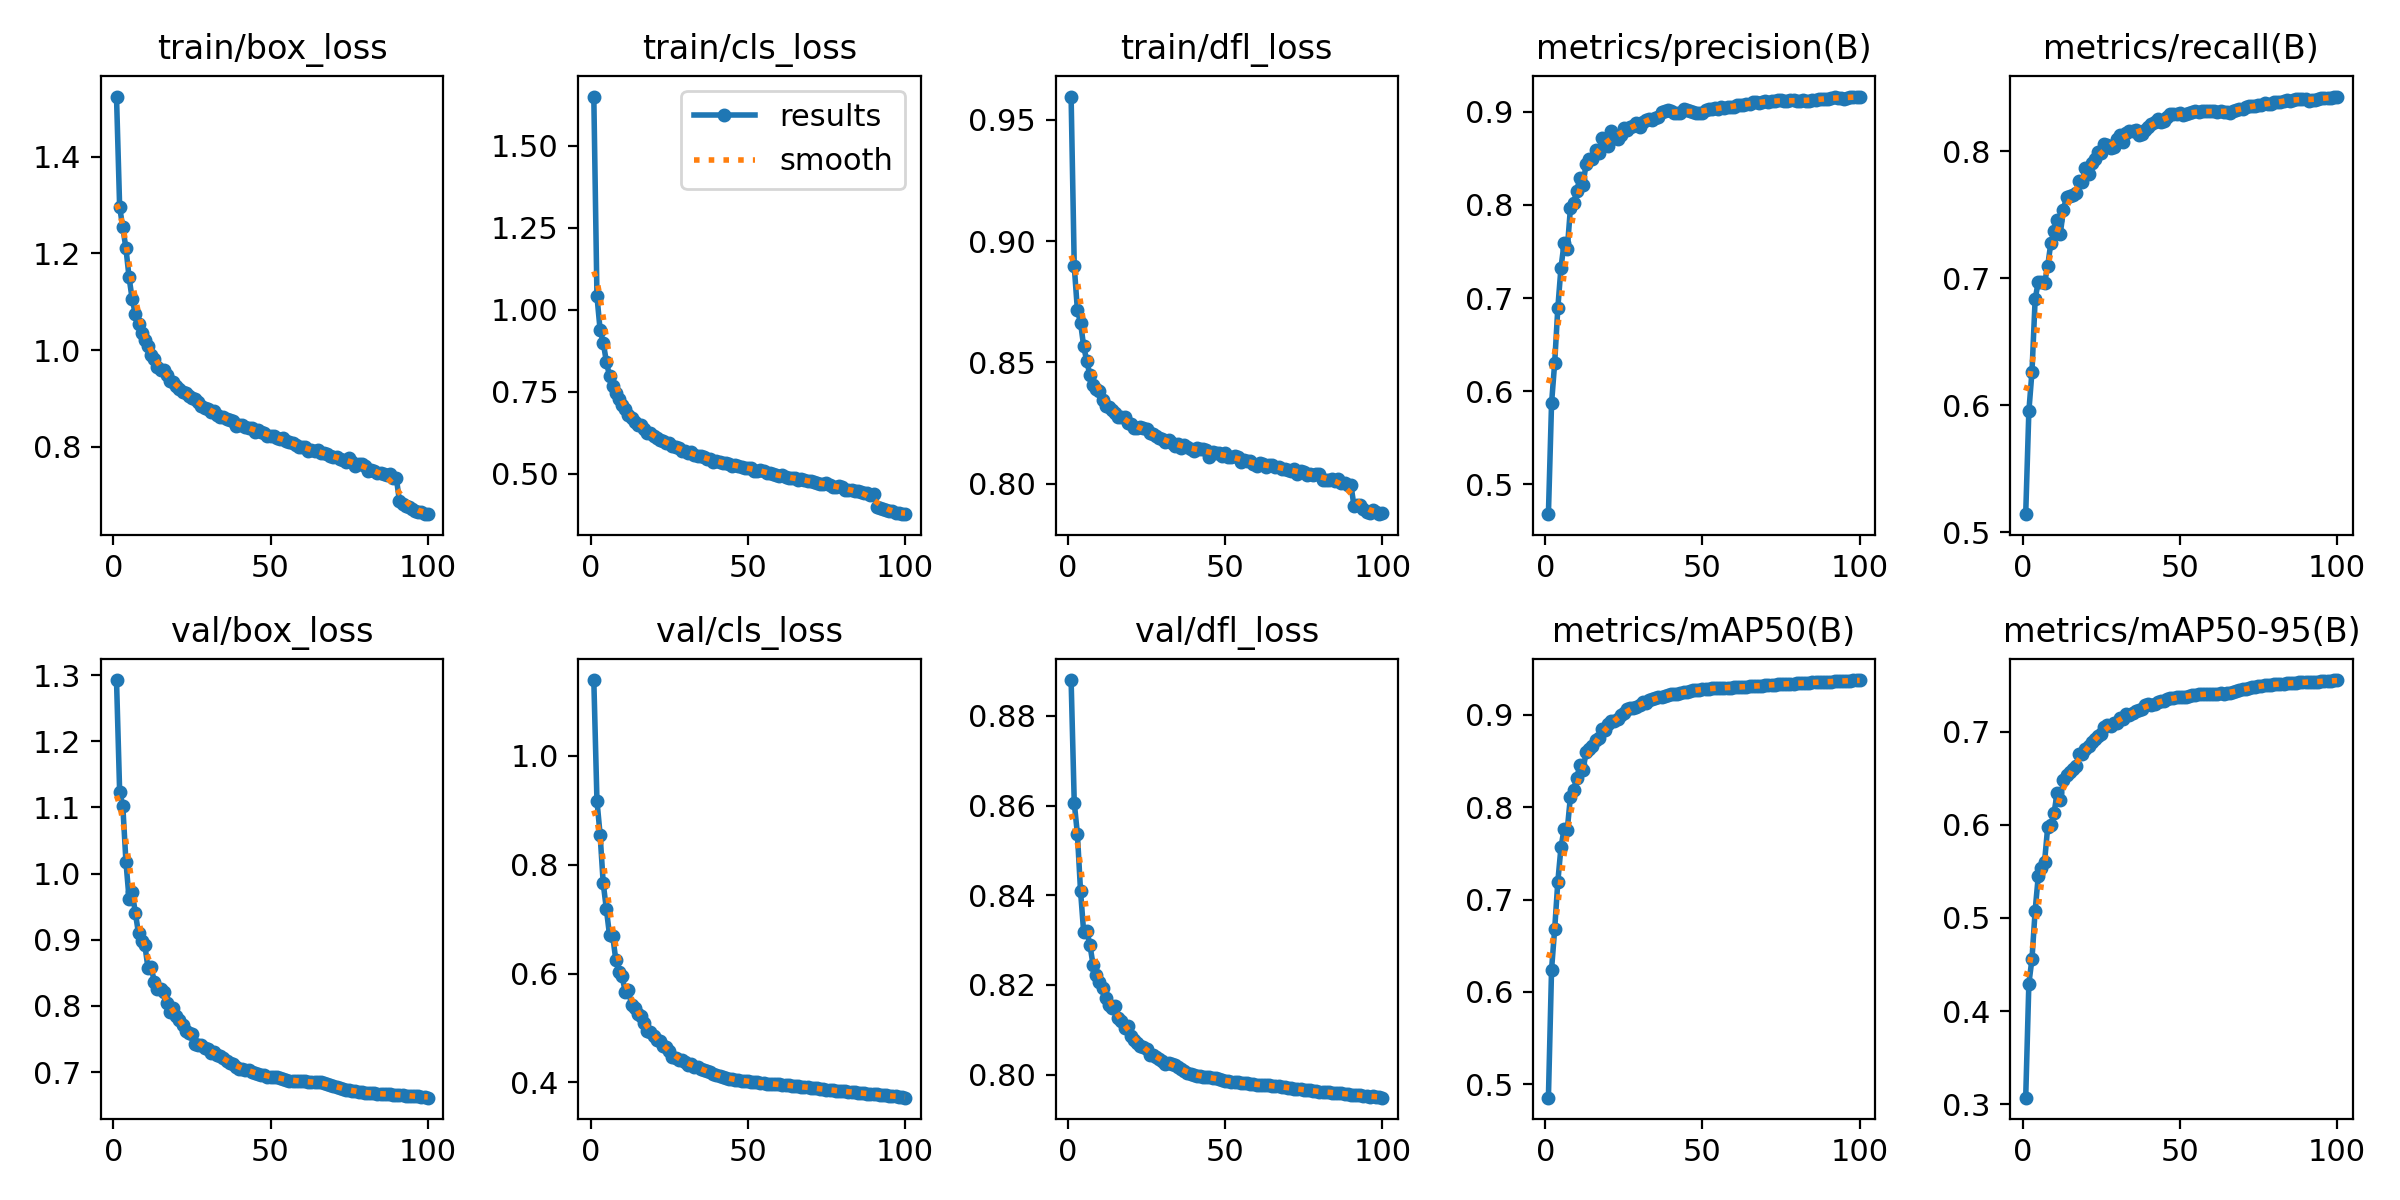 train/box_loss
train/cls_loss
train/dfl_loss
metrics/precision(B)
metrics/recall(B)
1.4
1.2
1.0
0.8
0 50 100
results
smooth
1.50
1.25
1.00
0.75
0.50
0 50 100
0.95
0.90
0.85
0.80
0 50 100
0.9
0.8
0.7
0.6
0.5
0 50 100
0.8
0.7
0.6
0.5
0 50 100
val/box_loss
val/cls_loss
val/dfl_loss
metrics/mAP50(B)
metrics/mAP50-95(B)
1.3
1.2
1.1
1.0
0.9
0.8
0.7
0 50 100
1.0
0.8
0.6
0.4
0 50 100
0.88
0.86
0.84
0.82
0.80
0 50 100
0.9
0.8
0.7
0.6
0.5
0 50 100
0.7
0.6
0.5
0.4
0.3
0 50 100